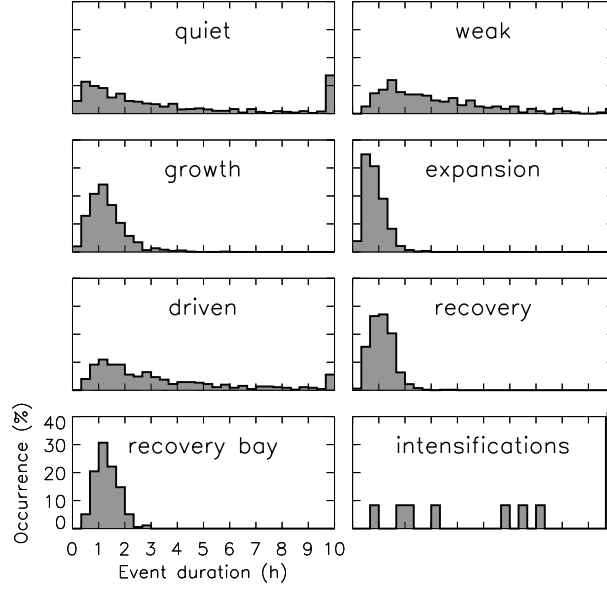 quiet
weak
growth
expansion
driven
recovery
recovery bay
intensifications
Occurrence (%)
40
30
20
10
0
0 1 2 3 4 5 6 7 8 9 10
Event duration (h)